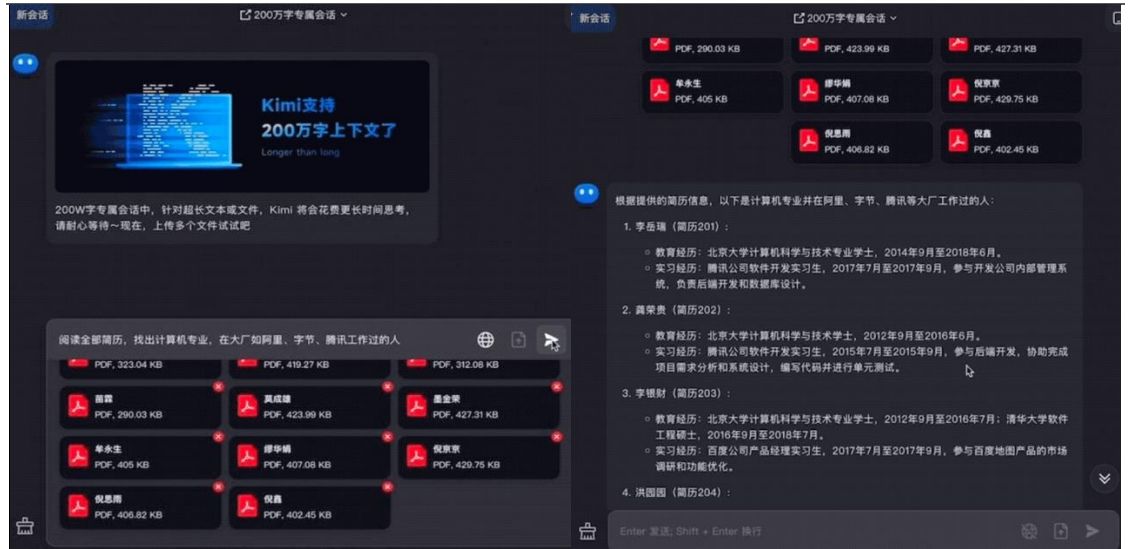 新会话
200万字专属会话
Kimi支持
200万字上下文了
Longer than long
200W字专属会话中，针对超长文本或文件，Kimi 将会花费更长时间思考，
请耐心等待～现在，上传多个文件试试吧
阅读全部简历，找出计算机专业，在大厂如阿里、字节、腾讯工作过的人
PDF, 323.04 KB
PDF, 419.27 KB
PDF, 312.08 KB
苗霖
PDF, 290.03 KB
莫成雄
PDF, 423.99 KB
墨金荣
PDF, 427.31 KB
牟永生
PDF, 405 KB
缪华娟
PDF, 407.08 KB
倪京京
PDF, 429.75 KB
倪思雨
PDF, 406.82 KB
倪鑫
PDF, 402.45 KB
新会话
200万字专属会话
PDF, 290.03 KB
PDF, 423.99 KB
PDF, 427.31 KB
牟永生
PDF, 405 KB
缪华娟
PDF, 407.08 KB
倪京京
PDF, 429.75 KB
倪思雨
PDF, 406.82 KB
倪鑫
PDF, 402.45 KB
根据提供的简历信息，以下是计算机专业并在阿里、字节、腾讯等大厂工作过的人：
1. 李岳瑞（简历201）：
◦ 教育经历：北京大学计算机科学与技术专业学士，2014年9月至2018年6月。
◦ 实习经历：腾讯公司软件开发实习生，2017年7月至2017年9月，参与开发公司内部管理系
统，负责后端开发和数据库设计。
2. 龚荣贵（简历202）：
◦ 教育经历：北京大学计算机科学与技术学士，2012年9月至2016年6月。
◦ 实习经历：腾讯公司软件开发实习生，2015年7月至2015年9月，参与后端开发，协助完成
项目需求分析和系统设计，编写代码并进行单元测试。
3. 李银财（简历203）：
◦ 教育经历：北京大学计算机科学与技术专业学士，2012年9月至2016年7月；清华大学软件
工程硕士，2016年9月至2018年7月。
◦ 实习经历：百度公司产品经理实习生，2017年7月至2017年9月，参与百度地图产品的市场
调研和功能优化。
4. 洪园园（简历204）：
Enter 发送; Shift + Enter 换行